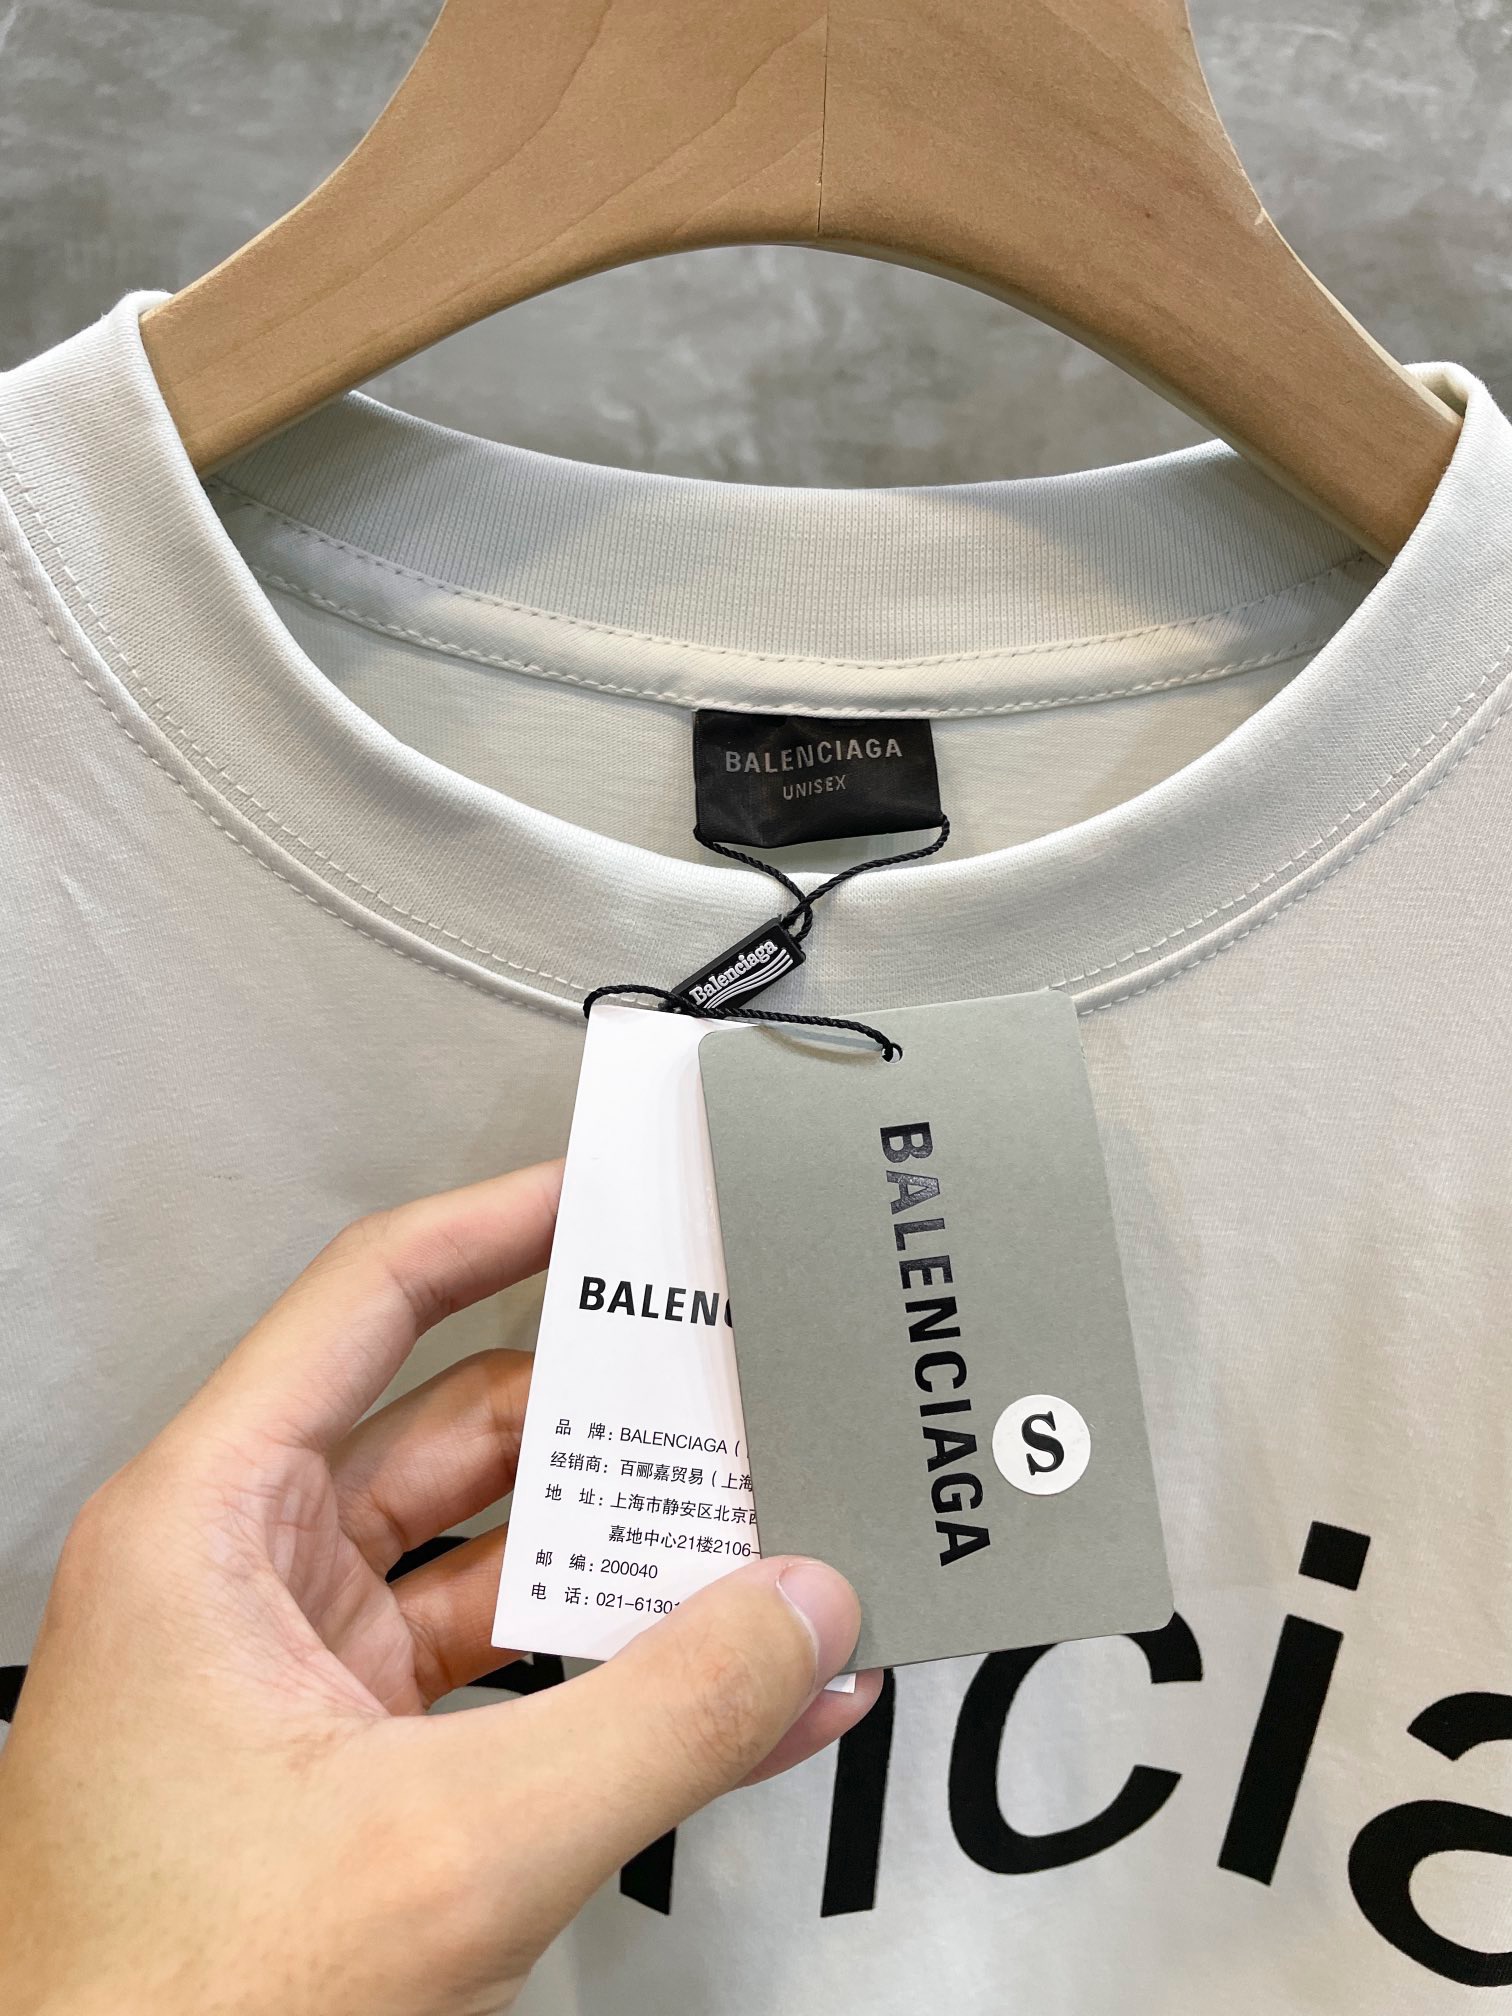 BALENCIAGA
UNISEX
Balenciaga
BALENC
品 牌: BALENCIAGA (
经销商: 百郦嘉贸易 ( 上海
地 址: 上海市静安区北京西
嘉地中心21楼2106-
邮 编: 200040
电 话: 021-6130
BALENCIAGA
S
ncia